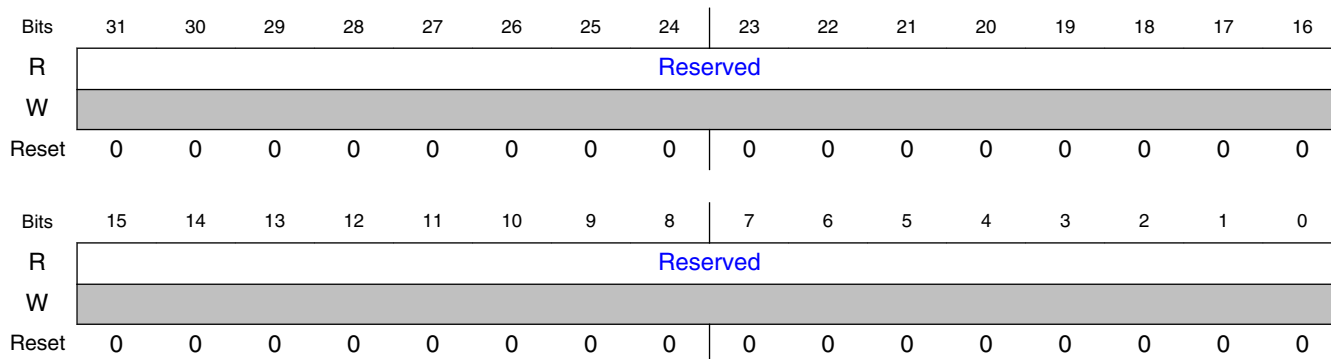 Bits 31 30 29 28 27 26 25 24 23 22 21 20 19 18 17 16
R Reserved
W
Reset 0 0 0 0 0 0 0 0 0 0 0 0 0 0 0 0
Bits 15 14 13 12 11 10 9 8 7 6 5 4 3 2 1 0
R Reserved
W
Reset 0 0 0 0 0 0 0 0 0 0 0 0 0 0 0 0